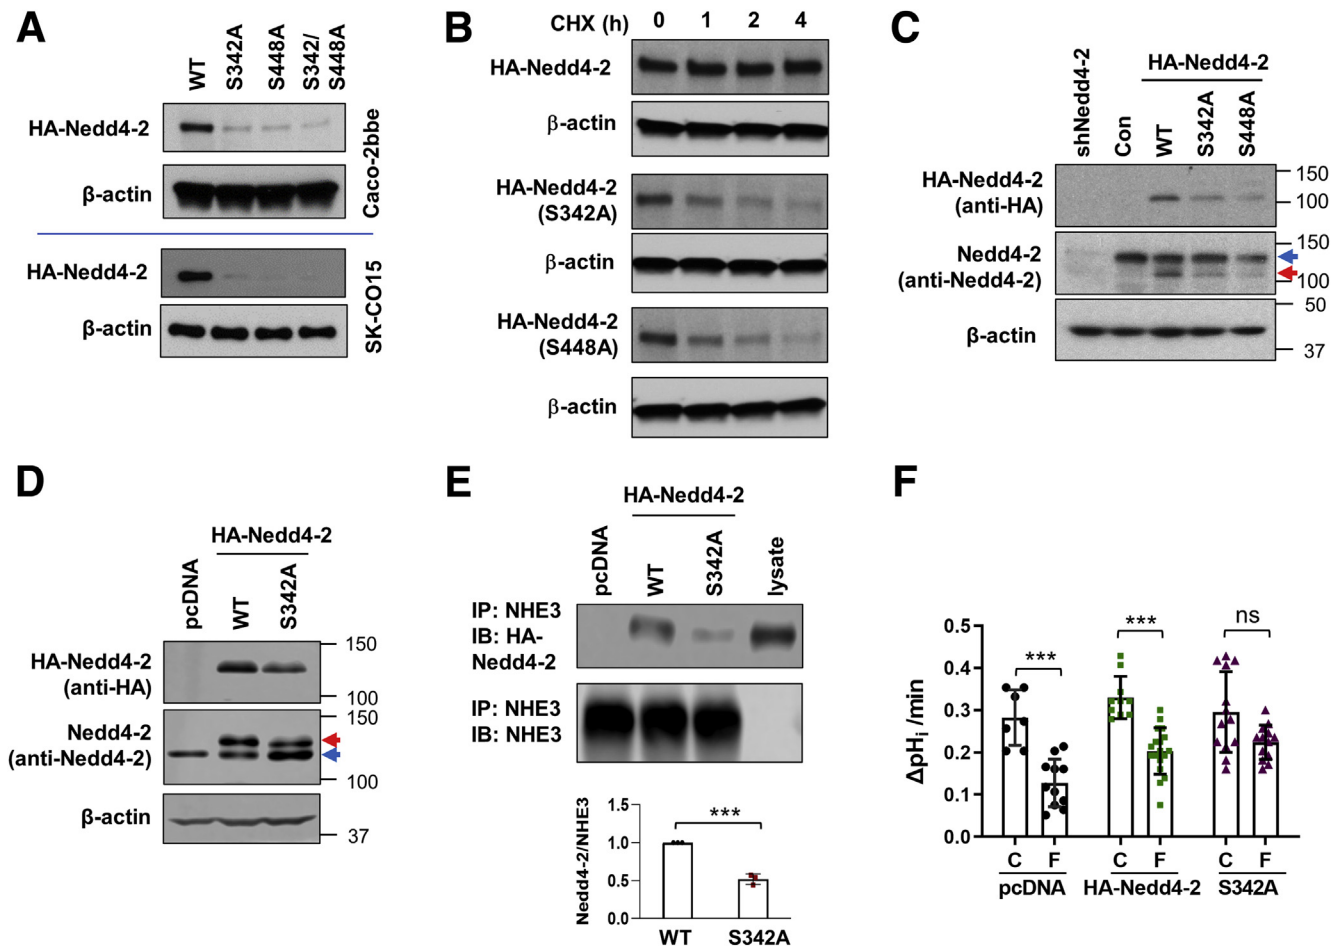 A
WT
S342A
S448A
S342/
S448A
HA-Nedd4-2
β-actin
Caco-2bbe
HA-Nedd4-2
β-actin
SK-CO15
B
CHX (h) 0 1 2 4
HA-Nedd4-2
β-actin
HA-Nedd4-2
(S342A)
β-actin
HA-Nedd4-2
(S448A)
β-actin
C
HA-Nedd4-2
shNedd4-2
Con
WT
S342A
S448A
HA-Nedd4-2
(anti-HA)
150
100
Nedd4-2
(anti-Nedd4-2)
150
100
β-actin
50
37
D
HA-Nedd4-2
pcDNA
WT
S342A
HA-Nedd4-2
(anti-HA)
150
100
Nedd4-2
(anti-Nedd4-2)
150
100
β-actin
37
E
HA-Nedd4-2
pcDNA
WT
S342A
lysate
IP: NHE3
IB: HA-
Nedd4-2
IP: NHE3
IB: NHE3
Nedd4-2/NHE3
1.5
1.0
0.5
0.0
***
WT S342A
F
ΔpHi /min
0.5
0.4
0.3
0.2
0.1
0.0
*** *** ns
C F C F C F
pcDNA HA-Nedd4-2 S342A